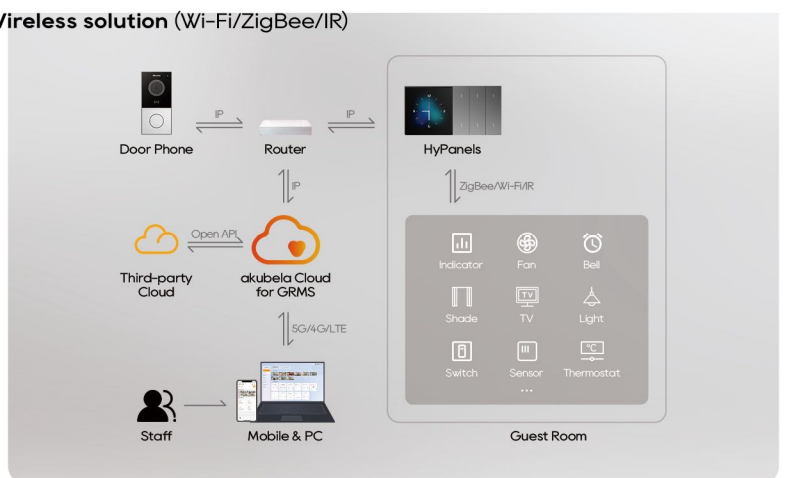 Wireless solution (Wi-Fi/ZigBee/IR)
IP
IP
Door Phone
Router
HyPanels
IP
ZigBee/Wi-Fi/IR
Open API
Third-party
Cloud
akubela Cloud
for GRMS
5G/4G/LTE
Staff
Mobile & PC
Indicator
Fan
Bell
Shade
TV
TV
Light
Switch
Sensor
°C
Thermostat
...
Guest Room